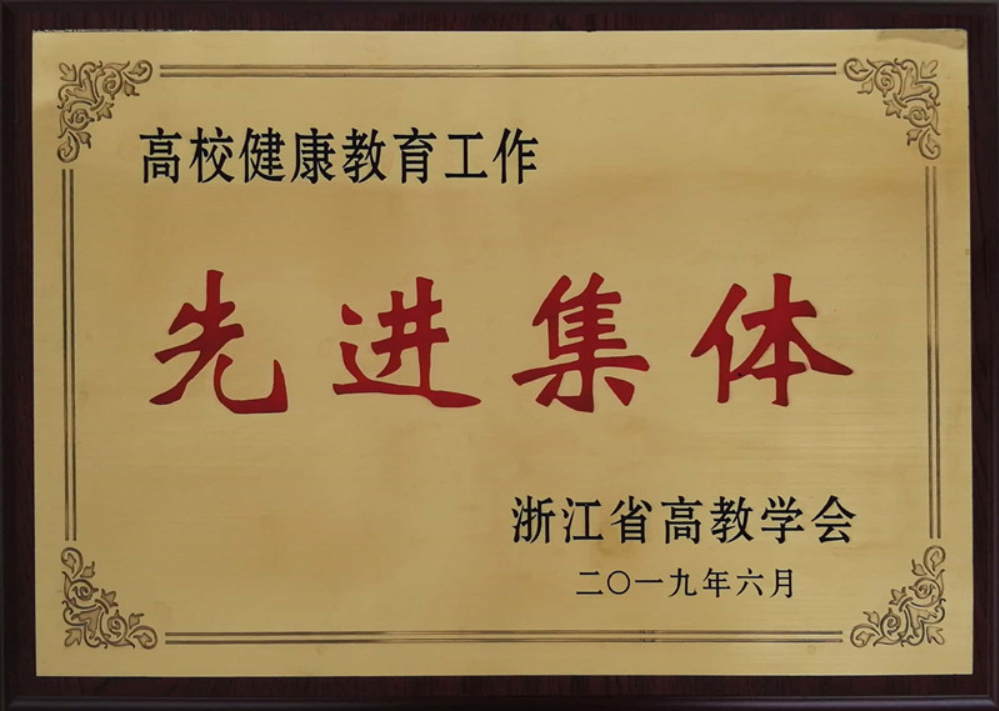 高校健康教育工作
先进集体
浙江省高教学会
二〇一九年六月